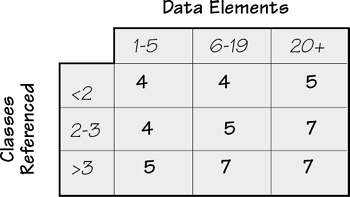 Data Elements
1-5 6-19 20+
Classes
Referenced
<2 4 4 5
2-3 4 5 7
>3 5 7 7